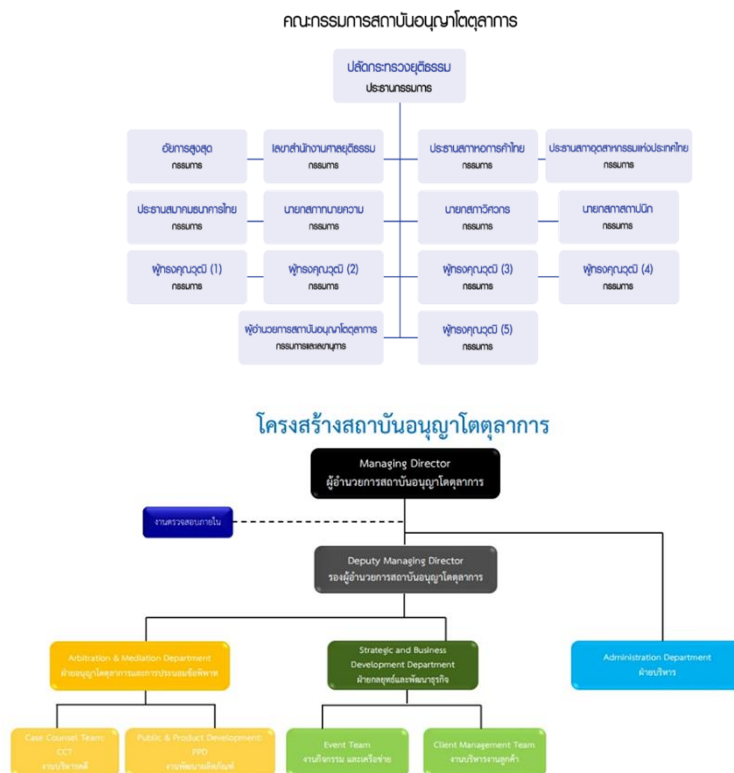 คณะกรรมการสถาบันอนุญาโตตุลาการ
ปลัดกระทรวงยุติธรรม
ประธานกรรมการ
อัยการสูงสุด
กรรมการ
เลขาสำนักงานศาลยุติธรรม
กรรมการ
ประธานสภาหอการค้าไทย
กรรมการ
ประธานสภาอุตสาหกรรมแห่งประเทศไทย
กรรมการ
ประธานสมาคมธนาคารไทย
กรรมการ
นายกสภาทนายความ
กรรมการ
นายกสภาวิศวกร
กรรมการ
นายกสภาสถาปนิก
กรรมการ
ผู้ทรงคุณวุฒิ (1)
กรรมการ
ผู้ทรงคุณวุฒิ (2)
กรรมการ
ผู้ทรงคุณวุฒิ (3)
กรรมการ
ผู้ทรงคุณวุฒิ (4)
กรรมการ
ผู้อำนวยการสถาบันอนุญาโตตุลาการ
กรรมการและเลขานุการ
ผู้ทรงคุณวุฒิ (5)
กรรมการ
โครงสร้างสถาบันอนุญาโตตุลาการ
Managing Director
ผู้อำนวยการสถาบันอนุญาโตตุลาการ
งานตรวจสอบภายใน
Deputy Managing Director
รองผู้อำนวยการสถาบันอนุญาโตตุลาการ
Arbitration & Mediation Department
ฝ่ายอนุญาโตตุลาการและการประนอมข้อพิพาท
Strategic and Business
Development Department
ฝ่ายกลยุทธ์และพัฒนาธุรกิจ
Administration Department
ฝ่ายบริหาร
Case Counsel Team:
CCT
งานบริหารคดี
Public & Product Development:
PPD
งานพัฒนาผลิตภัณฑ์
Event Team
งานกิจกรรม และเครือข่าย
Client Management Team
งานบริหารงานลูกค้า